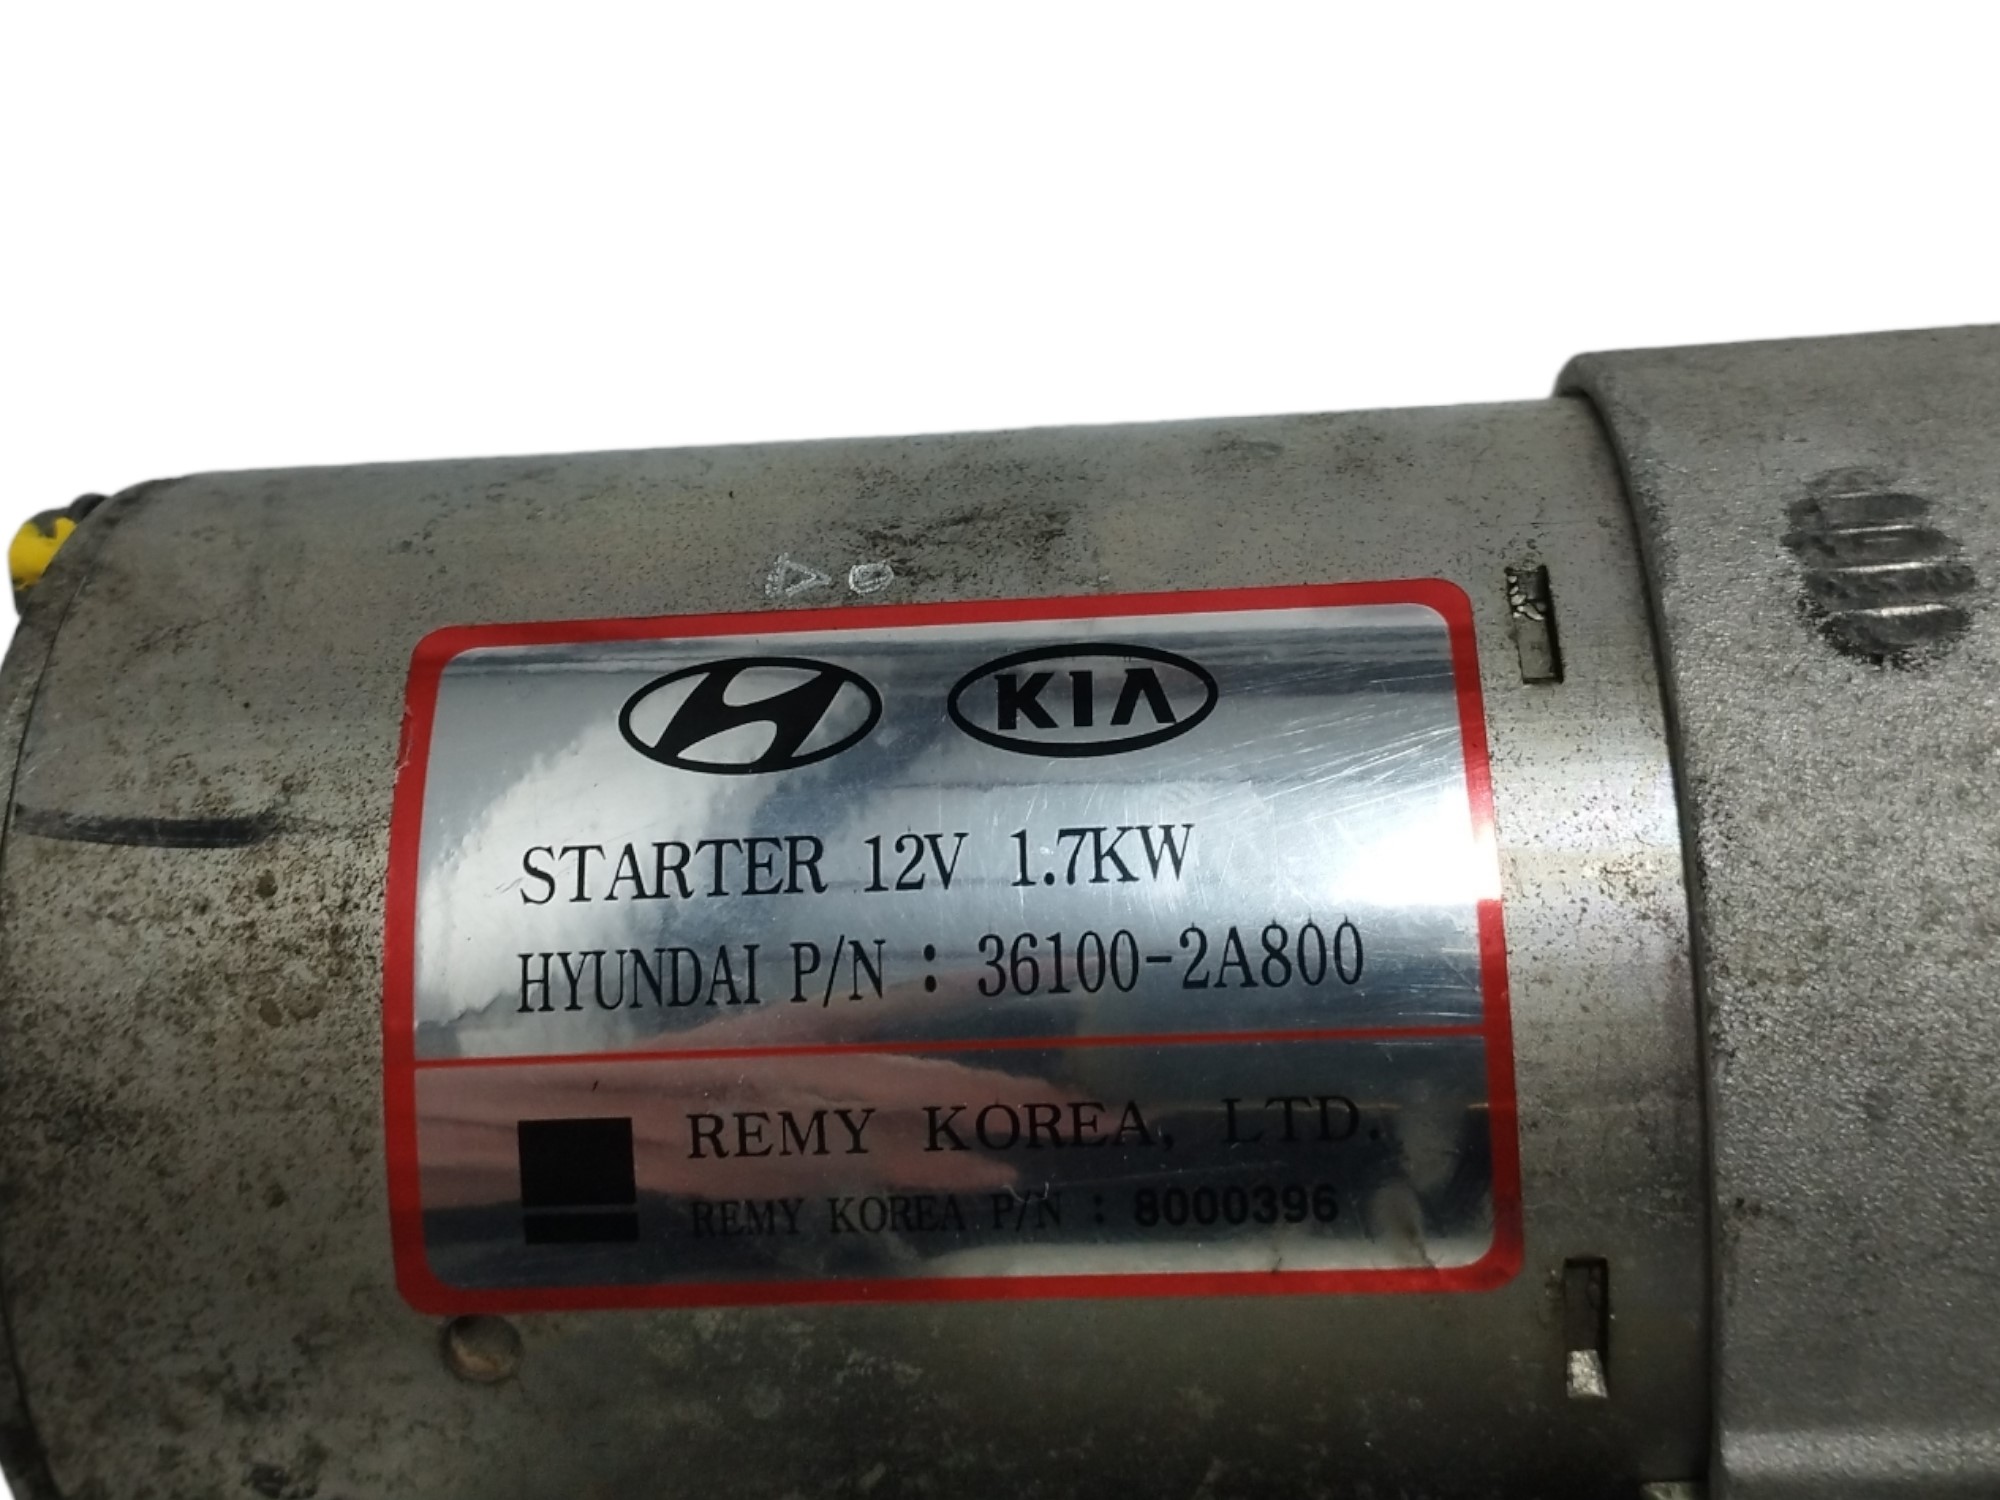 KIA
STARTER 12V 1.7KW
HYUNDAI P/N : 36100-2A800
REMY KOREA, LTD.
REMY KOREA P/N : 8000396